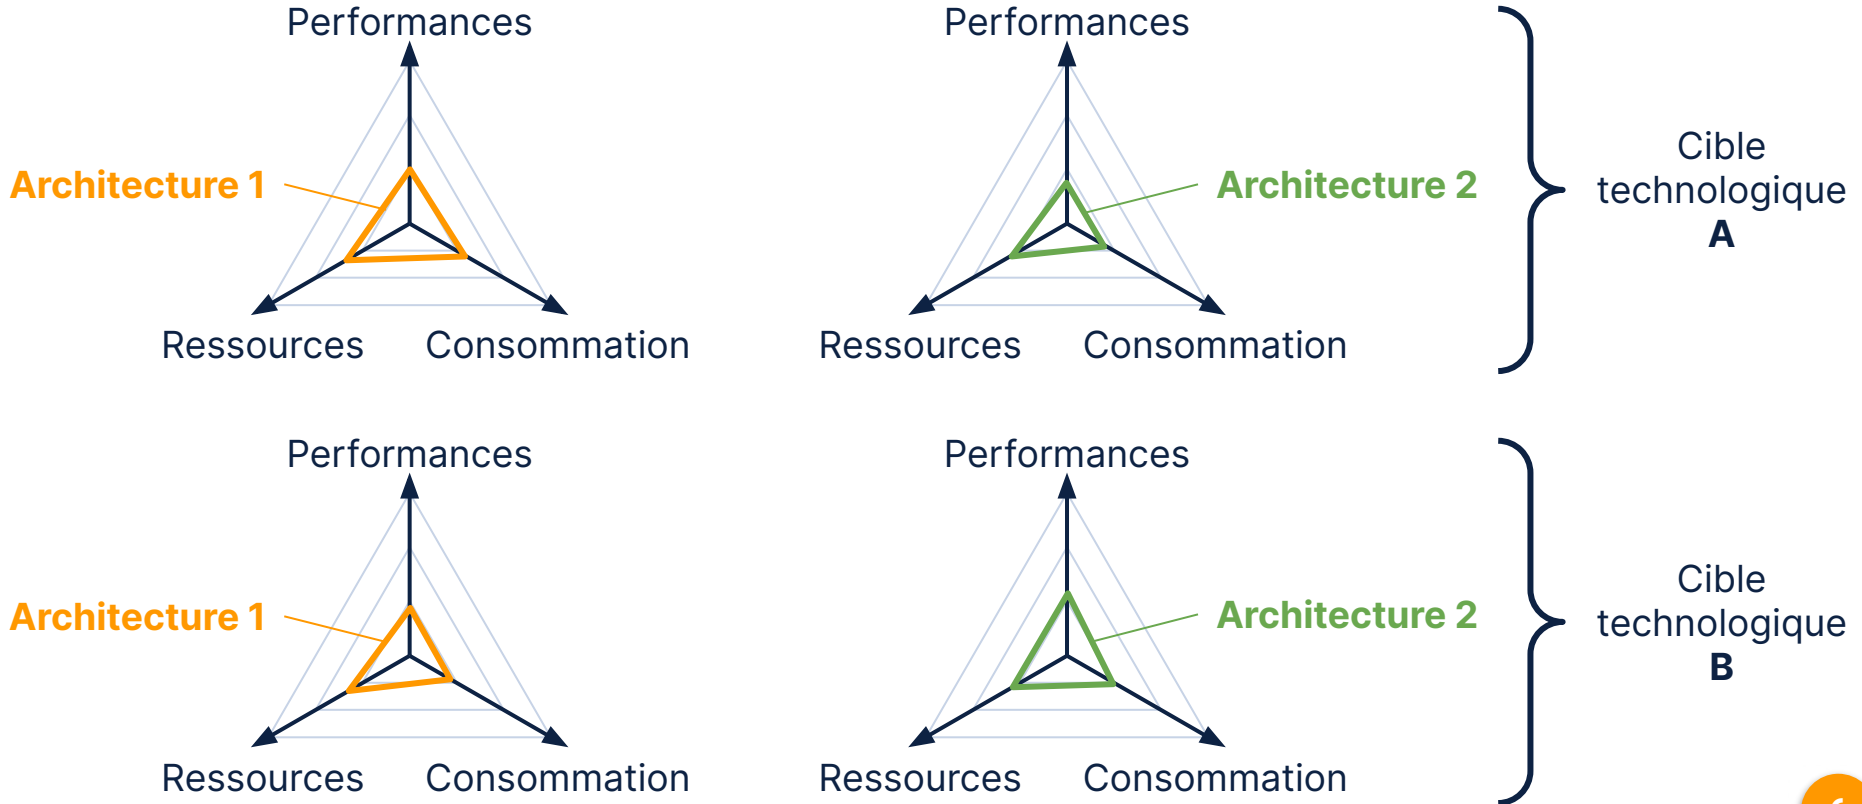 Performances
Architecture 1
Ressources
Consommation
Performances
Architecture 2
Ressources
Consommation
Cible
technologique
A
Performances
Architecture 1
Ressources
Consommation
Performances
Architecture 2
Ressources
Consommation
Cible
technologique
B